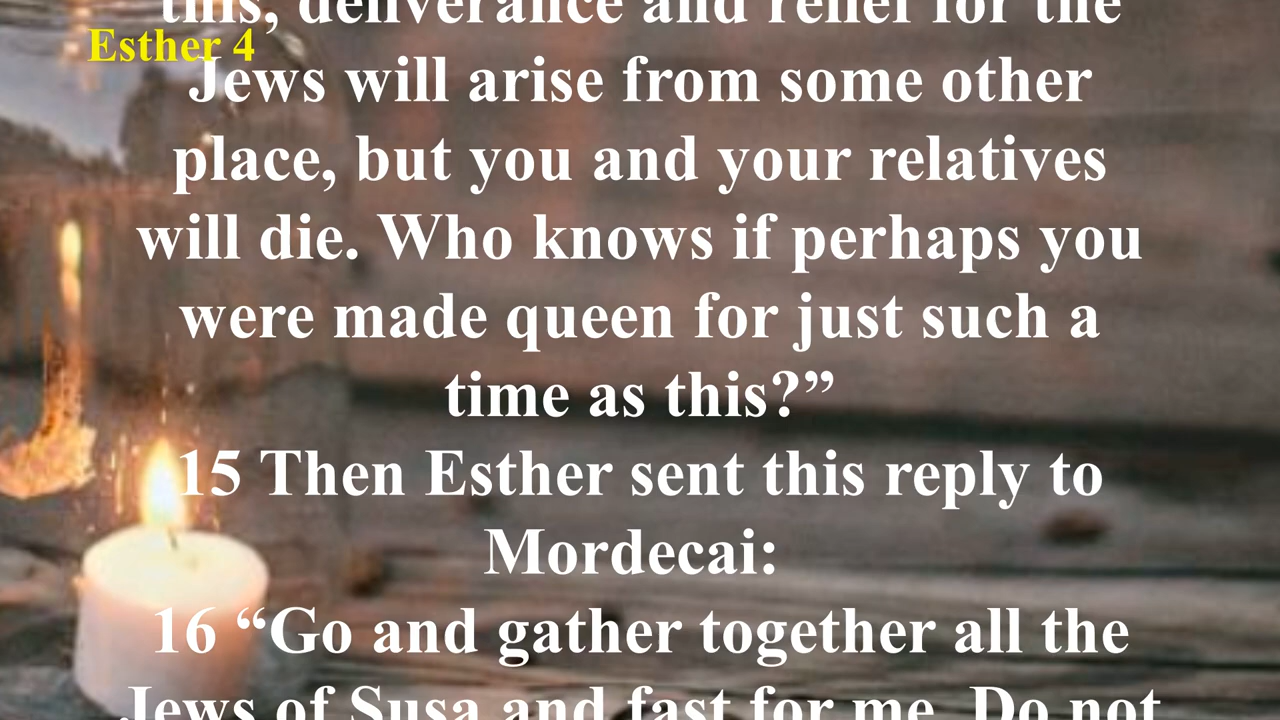 this, deliverance and relief for the
Esther 4
Jews will arise from some other
place, but you and your relatives
will die. Who knows if perhaps you
were made queen for just such a
time as this?”
15 Then Esther sent this reply to
Mordecai:
16 “Go and gather together all the
Jews of Susa and fast for me. Do not